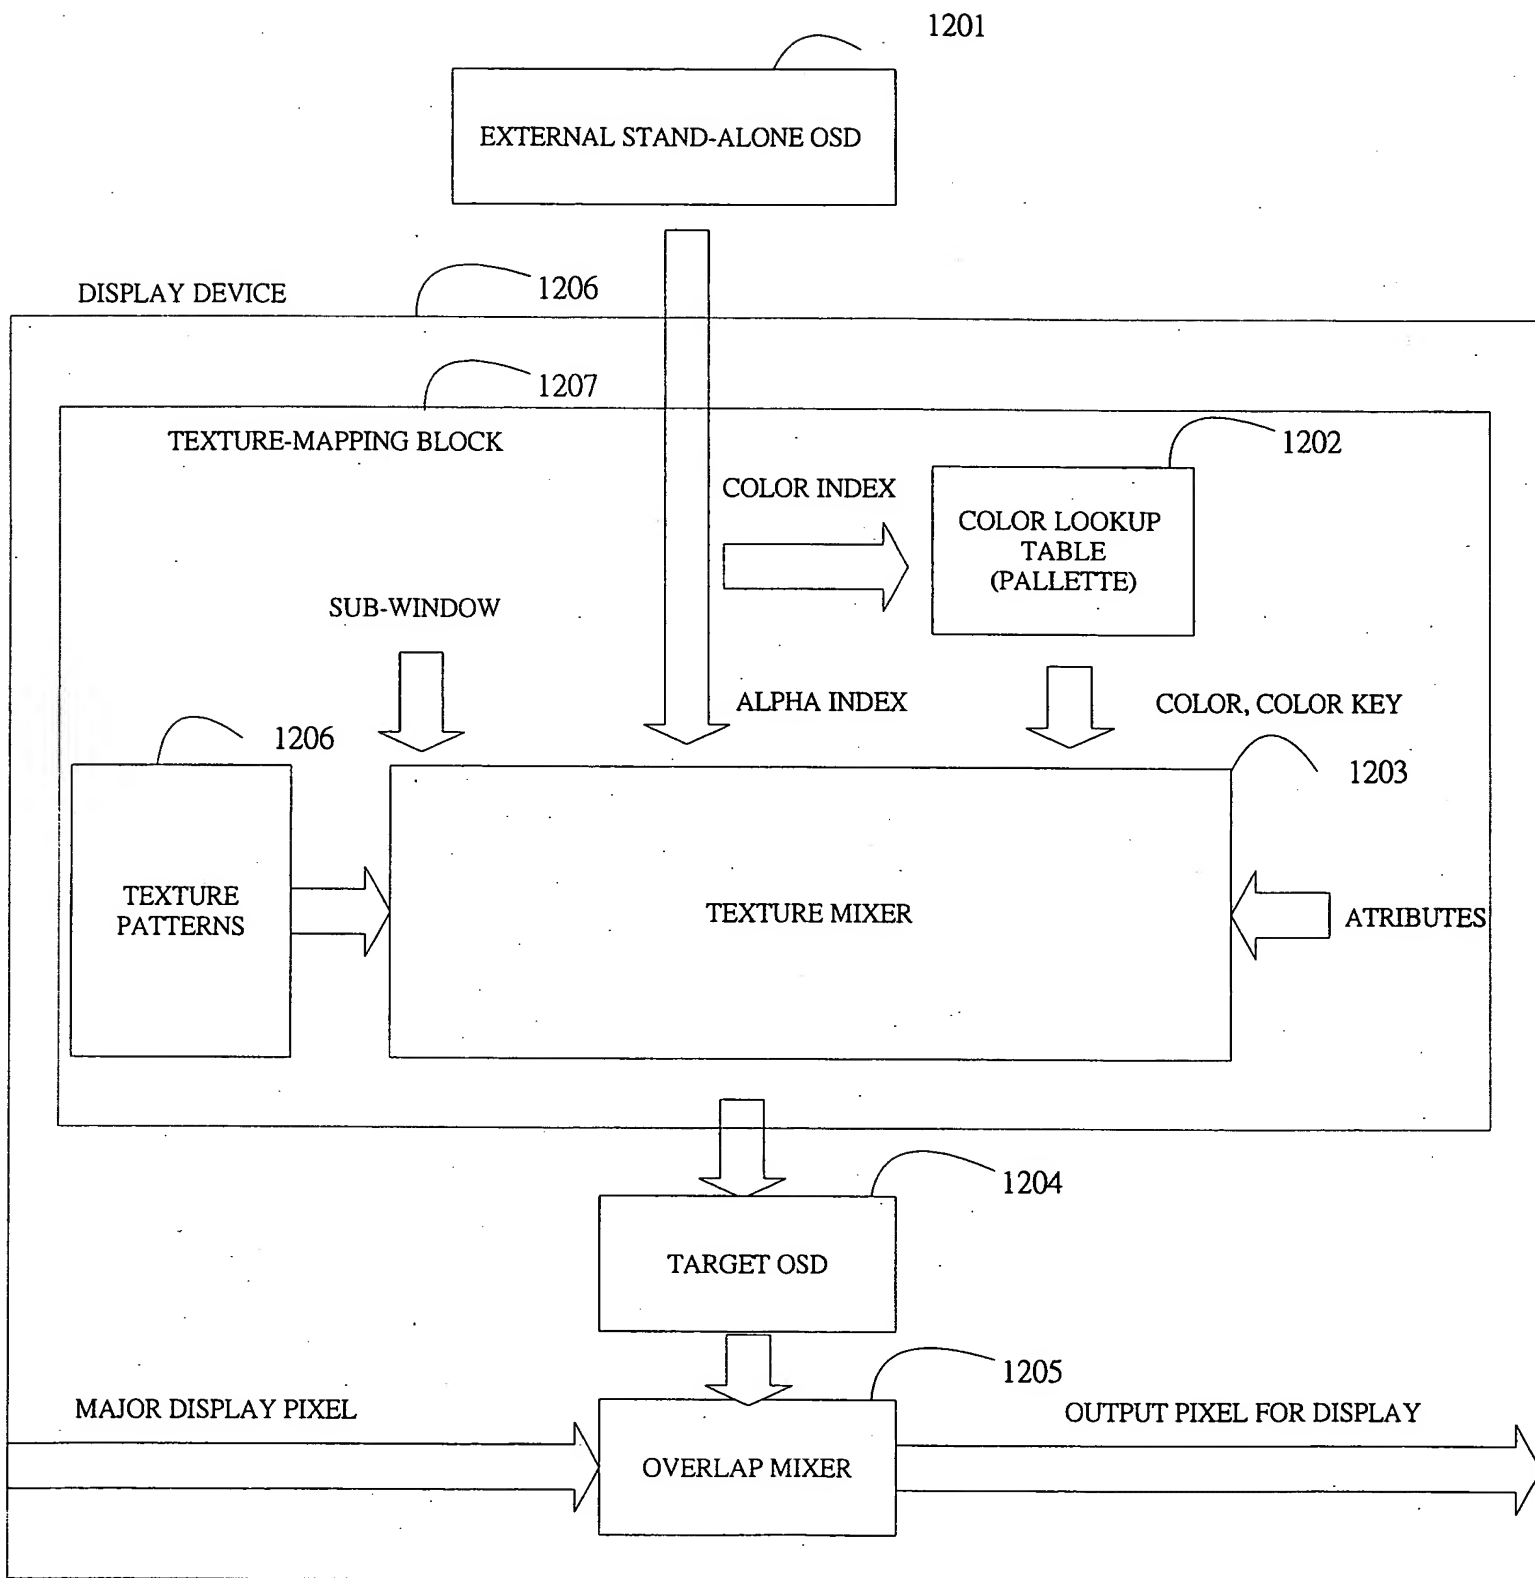 1201
EXTERNAL STAND-ALONE OSD
DISPLAY DEVICE
1206
1207
TEXTURE-MAPPING BLOCK
1202
COLOR INDEX
COLOR LOOKUP
TABLE
(PALLETTE)
SUB-WINDOW
ALPHA INDEX
COLOR, COLOR KEY
1206
1203
TEXTURE
PATTERNS
TEXTURE MIXER
ATRIBUTES
1204
TARGET OSD
1205
MAJOR DISPLAY PIXEL
OUTPUT PIXEL FOR DISPLAY
OVERLAP MIXER